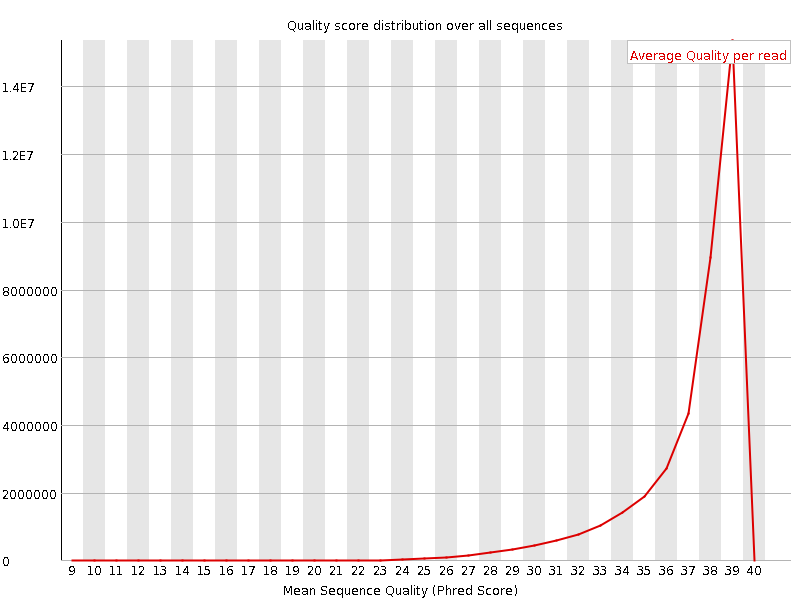 Quality score distribution over all sequences
Average Quality per read
1.4E7
1.2E7
1.0E7
8000000
6000000
4000000
2000000
0
9 10 11 12 13 14 15 16 17 18 19 20 21 22 23 24 25 26 27 28 29 30 31 32 33 34 35 36 37 38 39 40
Mean Sequence Quality (Phred Score)